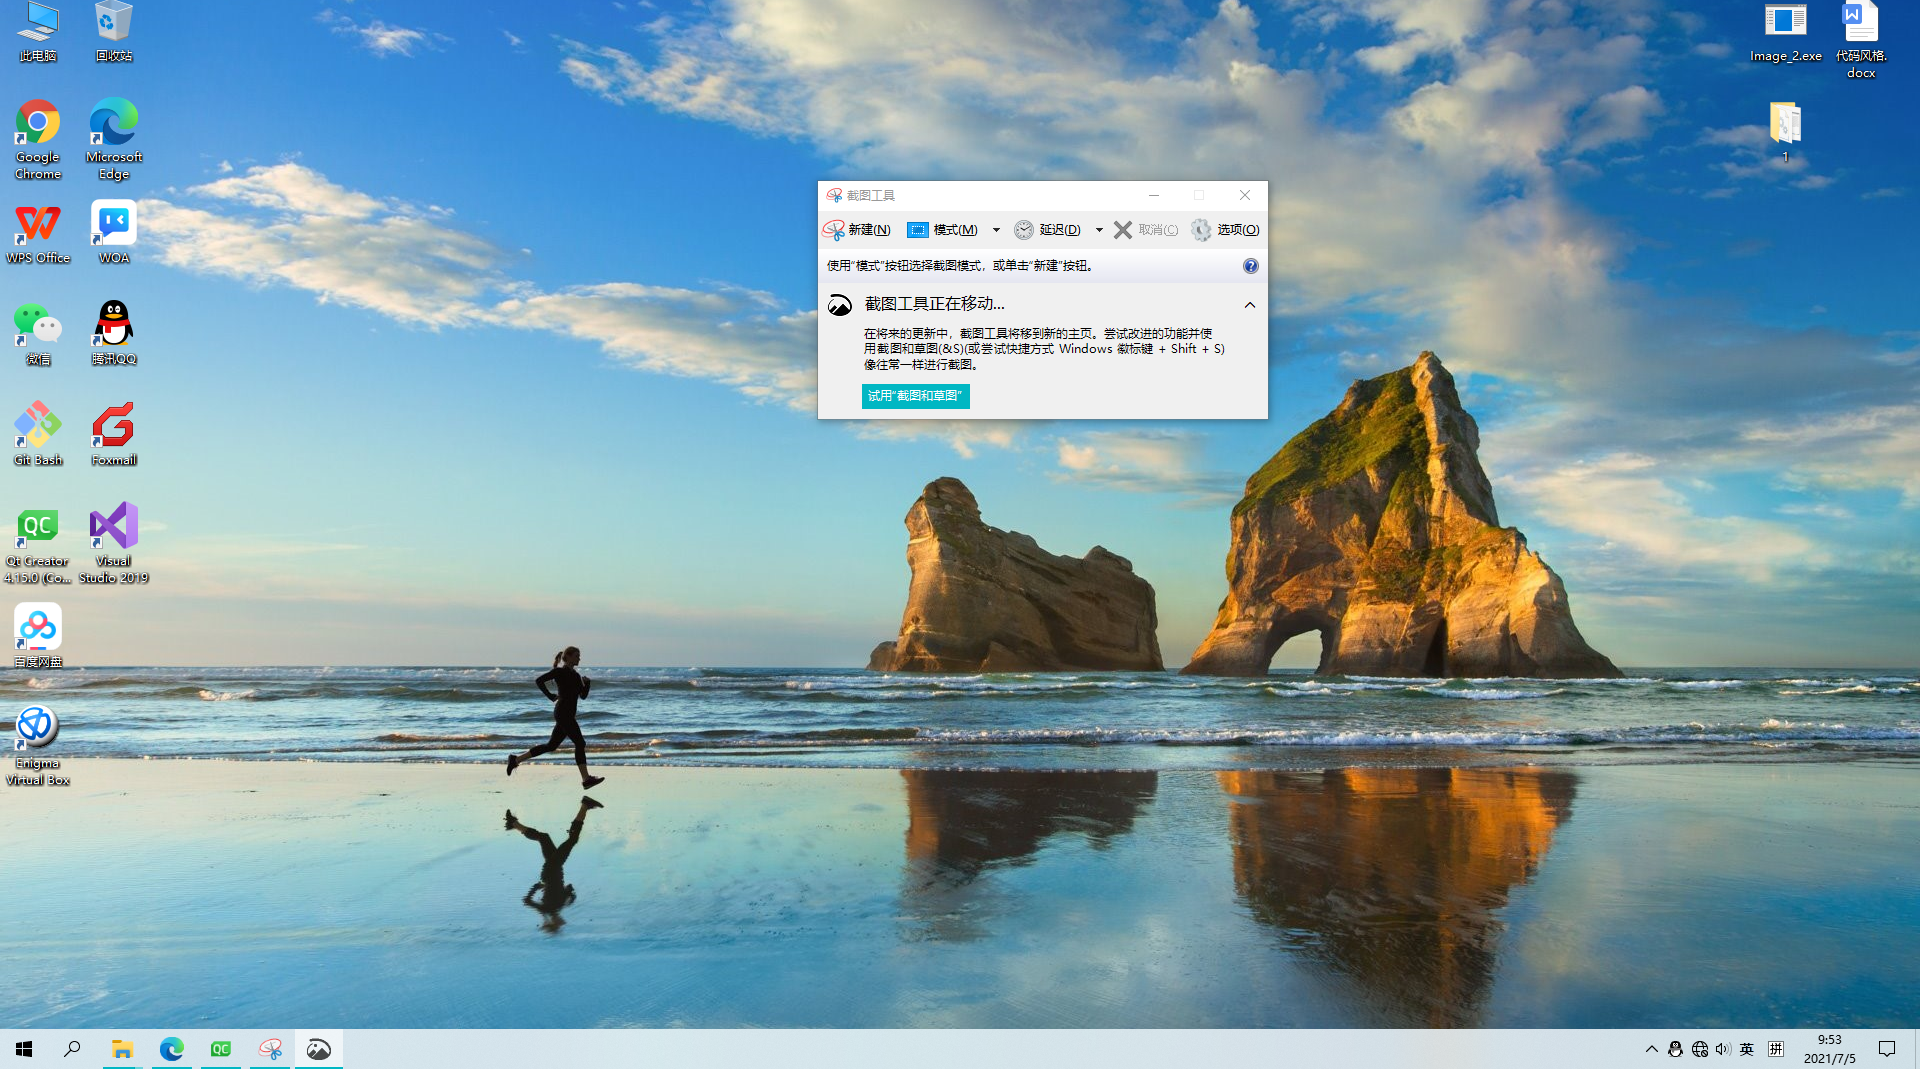 此电脑
回收站
Google
Chrome
Microsoft
Edge
WPS Office
WOA
微信
腾讯QQ
Git Bash
Foxmail
QC
Qt Creator
4.15.0 (Co...
Visual
Studio 2019
百度网盘
Enigma
Virtual Box
Image_2.exe
W
代码风格.
docx
1
截图工具
新建(N)
模式(M)
延迟(D)
取消(C)
选项(O)
使用"模式"按钮选择截图模式，或单击"新建"按钮。
?
截图工具正在移动...
在将来的更新中，截图工具将移到新的主页。尝试改进的功能并使
用截图和草图(&S)(或尝试快捷方式 Windows 徽标键 + Shift + S)
像往常一样进行截图。
试用"截图和草图"
QC
英
拼
9:53
2021/7/5